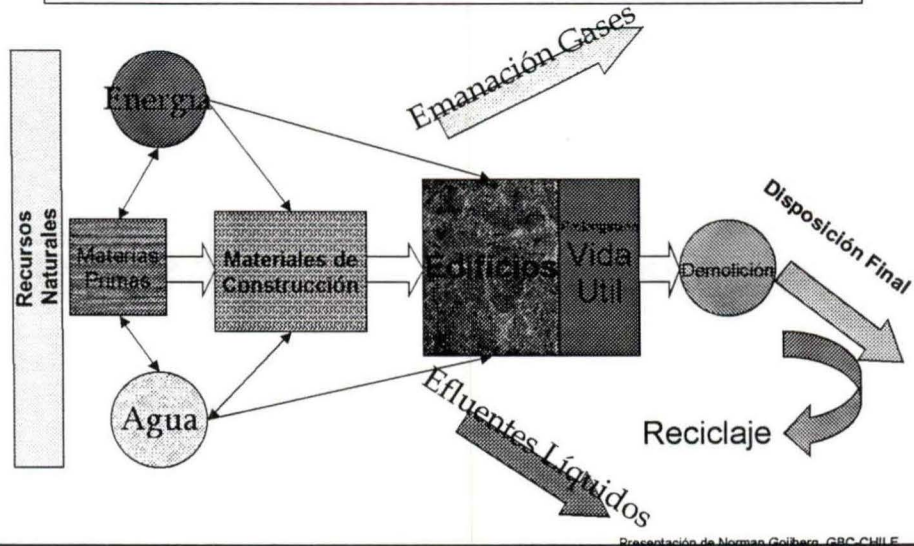 Recursos
Naturales
Energía
Materias
Primas
Agua
Materiales de
Construcción
Emanación Gases
Edificios
Vida
Util
Efluentes Líquidos
Demolición
Disposición Final
Reciclaje
Presentación de Norman Goijberg, GBC-CHILE